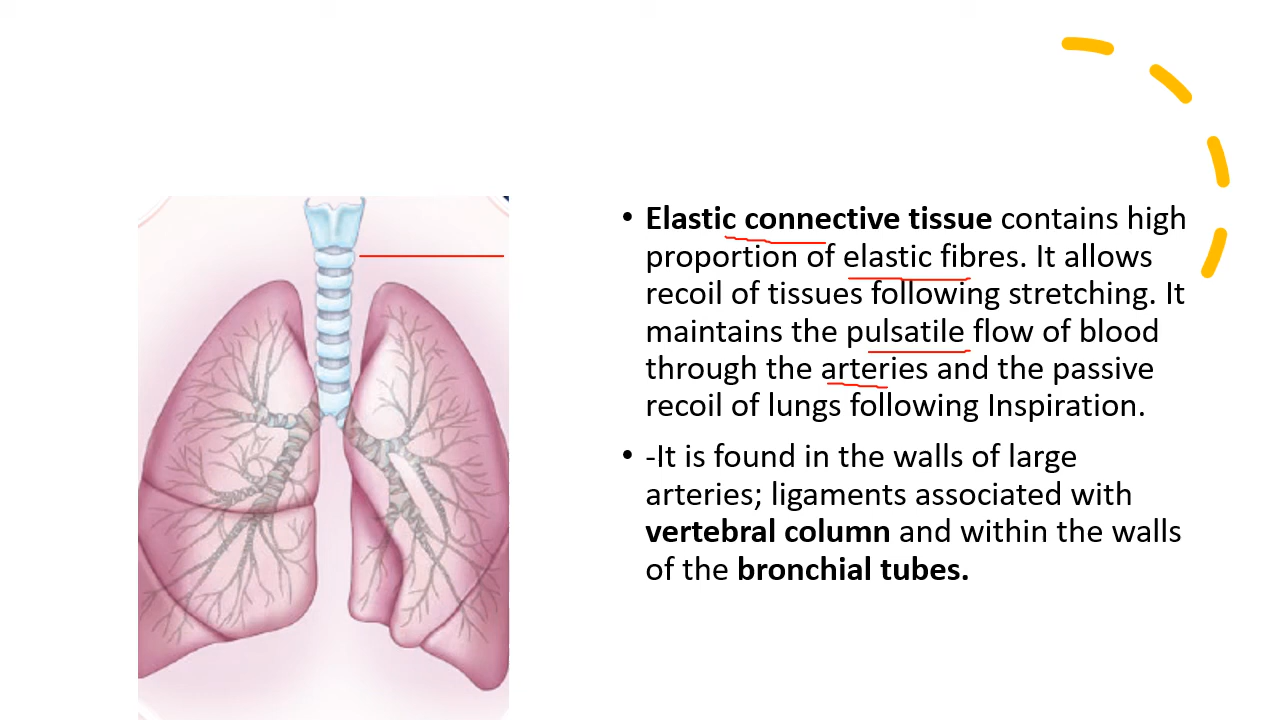 • Elastic connective tissue contains high
proportion of elastic fibres. It allows
recoil of tissues following stretching. It
maintains the pulsatile flow of blood
through the arteries and the passive
recoil of lungs following Inspiration.
• -It is found in the walls of large
arteries; ligaments associated with
vertebral column and within the walls
of the bronchial tubes.